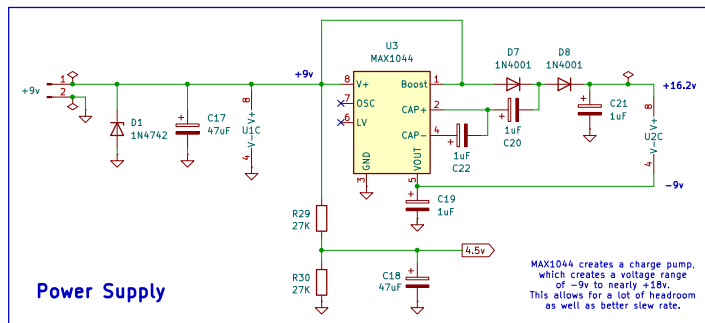 U3
MAX1044
D7
1N4001
D8
1N4001
+9v
1
2
+9v
8
V+
Boost
1
+16.2v
7
OSC
CAP+
2
6
LV
CAP-
4
GND
3
VOUT
5
D1
1N4742
C17
47uF
8
U1C
V- V+
4
1uF
C22
1uF
C20
C21
1uF
8
U2C
V- V+
4
-9v
C19
1uF
R29
27K
4.5v
R30
27K
C18
47uF
Power Supply
MAX1044 creates a charge pump,
which creates a voltage range
of -9v to nearly +18v.
This allows for a lot of headroom
as well as better slew rate.